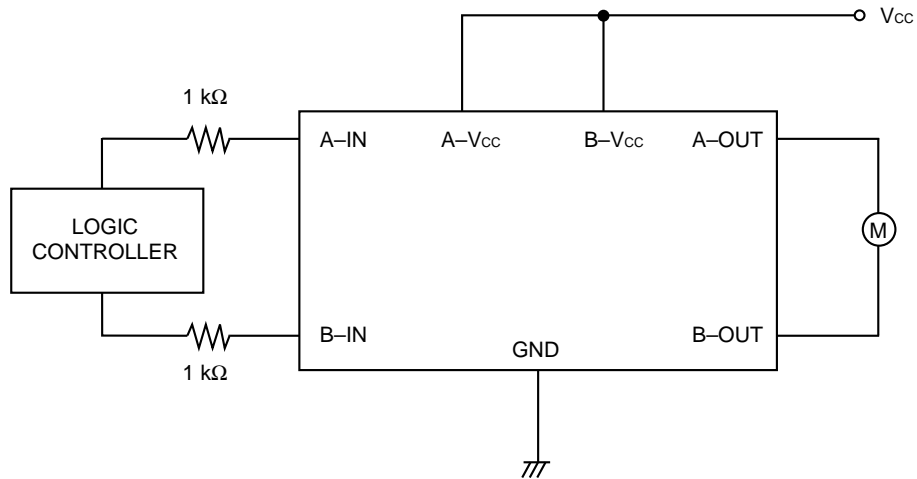 VCC
1 kΩ
A–IN
A–VCC
B–VCC
A–OUT
LOGIC
CONTROLLER
M
B–IN
GND
B–OUT
1 kΩ